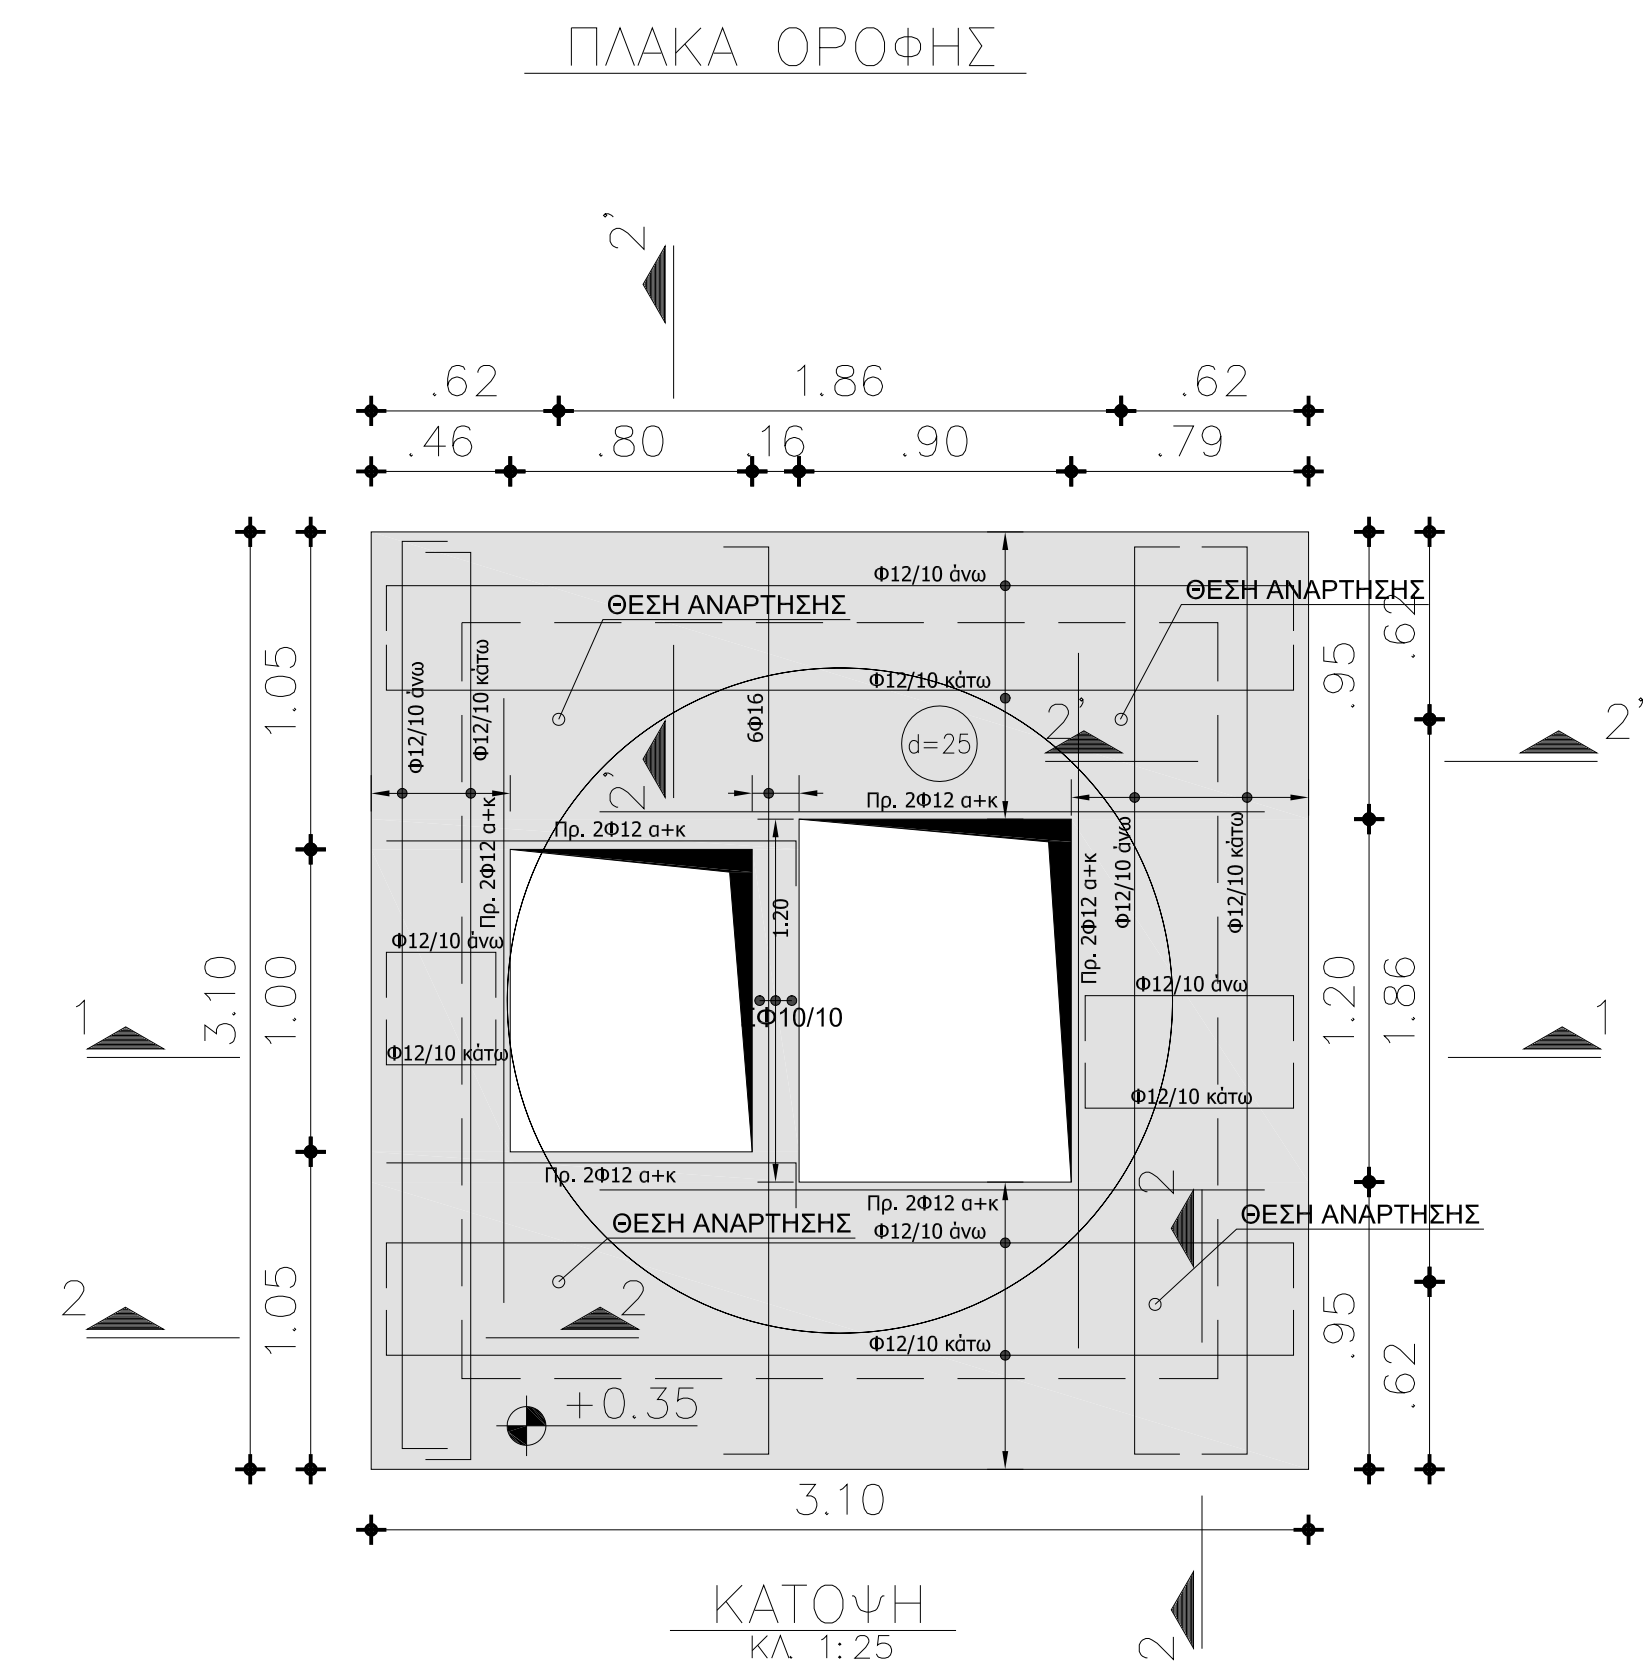 ΠΛΑΚΑ ΟΡΟΦΗΣ
2'
.62 1.86 .62
.46 .80 .16 .90 .79
Φ12/10 άνω
ΘΕΣΗ ΑΝΑΡΤΗΣΗΣ
ΘΕΣΗ ΑΝΑΡΤΗΣΗΣ
.62
.95
1.05
Φ12/10 άνω
Φ12/10 κάτω
Φ12/10 κάτω
6Φ16
d=25
2'
2'
2'
Πρ. 2Φ12 α+κ
Πρ. 2Φ12 α+κ
Πρ. 2Φ12 α+κ
Φ12/10 άνω
Φ12/10 κάτω
Πρ. 2Φ12 α+κ
1.20
Φ12/10 άνω
Φ12/10 άνω
3.10
1.00
1.20
1.86
Φ10/10
1
1
Φ12/10 κάτω
Φ12/10 κάτω
Πρ. 2Φ12 α+κ
2
Πρ. 2Φ12 α+κ
ΘΕΣΗ ΑΝΑΡΤΗΣΗΣ
Φ12/10 άνω
ΘΕΣΗ ΑΝΑΡΤΗΣΗΣ
2
2
1.05
.95
.62
Φ12/10 κάτω
+0.35
3.10
ΚΑΤΟΨΗ
ΚΛ. 1:25
2